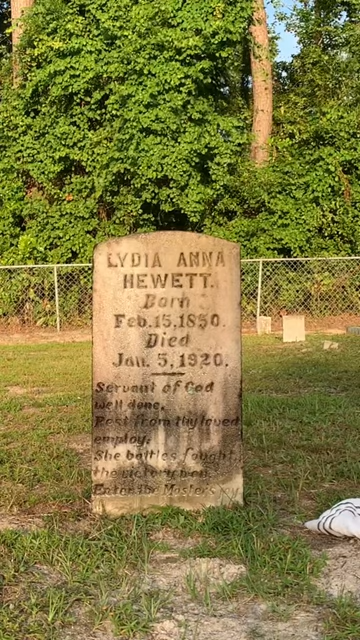 LYDIA ANNA
HEWETT.
Born
Feb. 15. 1850.
Died
Jan. 5, 1920.
Servant of God
well done,
Rest from thy loved
employ;
She battles fought,
the victory won,
Enter the Master's